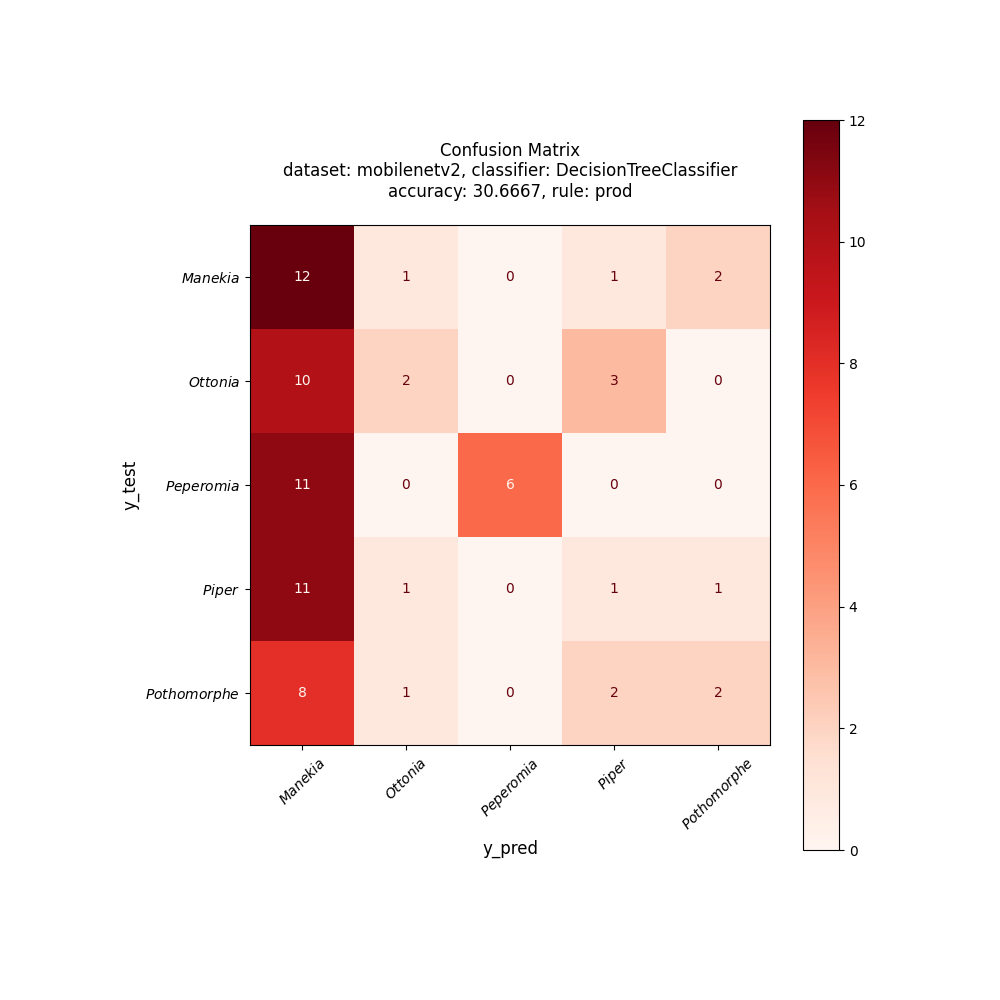 Confusion Matrix
dataset: mobilenetv2, classifier: DecisionTreeClassifier
accuracy: 30.6667, rule: prod
y_test
Manekia 12 1 0 1 2
Ottonia 10 2 0 3 0
Peperomia 11 0 6 0 0
Piper 11 1 0 1 1
Pothomorphe 8 1 0 2 2
Manekia Ottonia Peperomia Piper Pothomorphe
y_pred
12
10
8
6
4
2
0